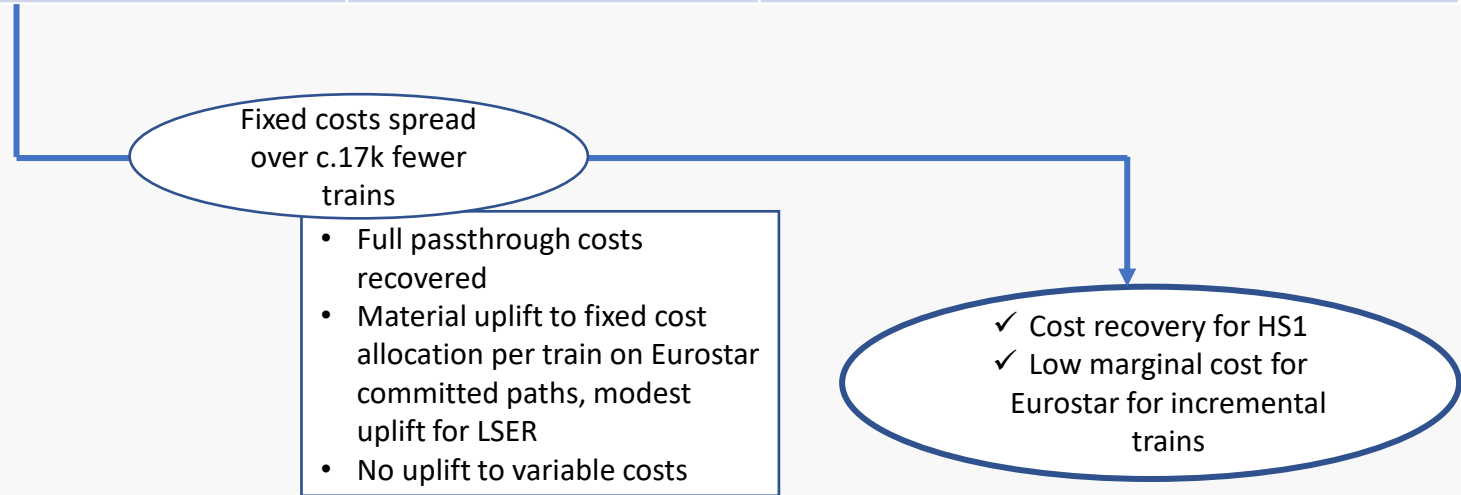 Fixed costs spread
over c.17k fewer
trains
• Full passthrough costs
recovered
• Material uplift to fixed cost
allocation per train on Eurostar
committed paths, modest
uplift for LSER
• No uplift to variable costs
✓ Cost recovery for HS1
✓ Low marginal cost for
Eurostar for incremental
trains